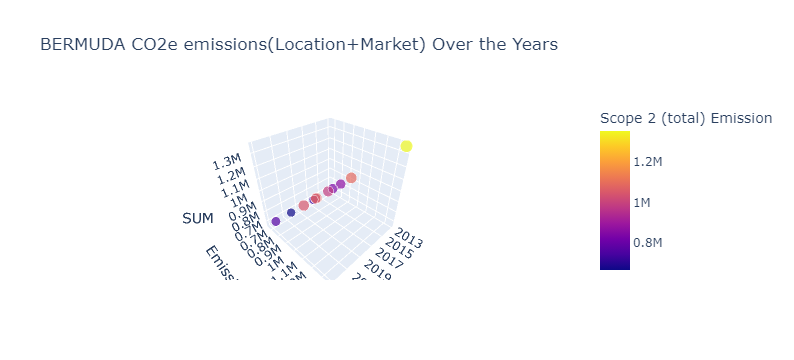 BERMUDA CO2e emissions(Location+Market) Over the Years
Scope 2 (total) Emission
1.3M
1.2M
1.1M
1M
0.9M
0.8M
0.7M
SUM
0.7M
0.8M
0.9M
1M
1.1M
2013
2015
2017
2019
1.2M
1M
0.8M